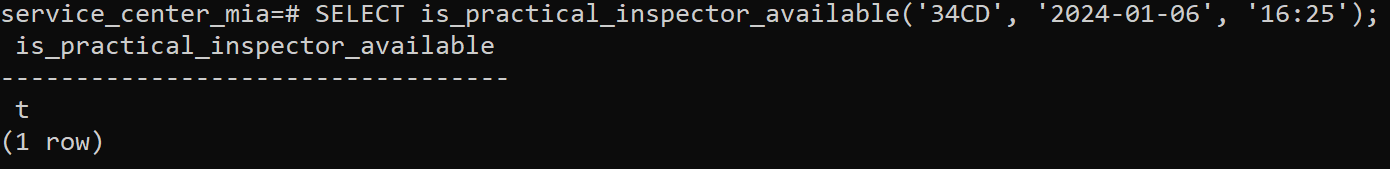 service_center_mia=# SELECT is_practical_inspector_available('34CD', '2024-01-06', '16:25');
 is_practical_inspector_available
----------------------------------
 t
(1 row)